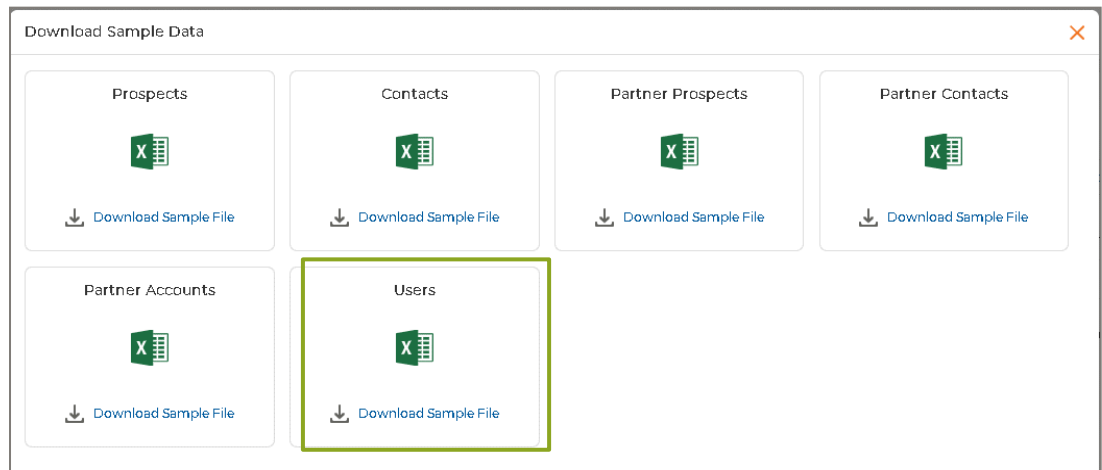 Download Sample Data
Prospects
Contacts
Partner Prospects
Partner Contacts
X
X
X
X
Download Sample File
Download Sample File
Download Sample File
Download Sample File
Partner Accounts
Users
X
X
Download Sample File
Download Sample File